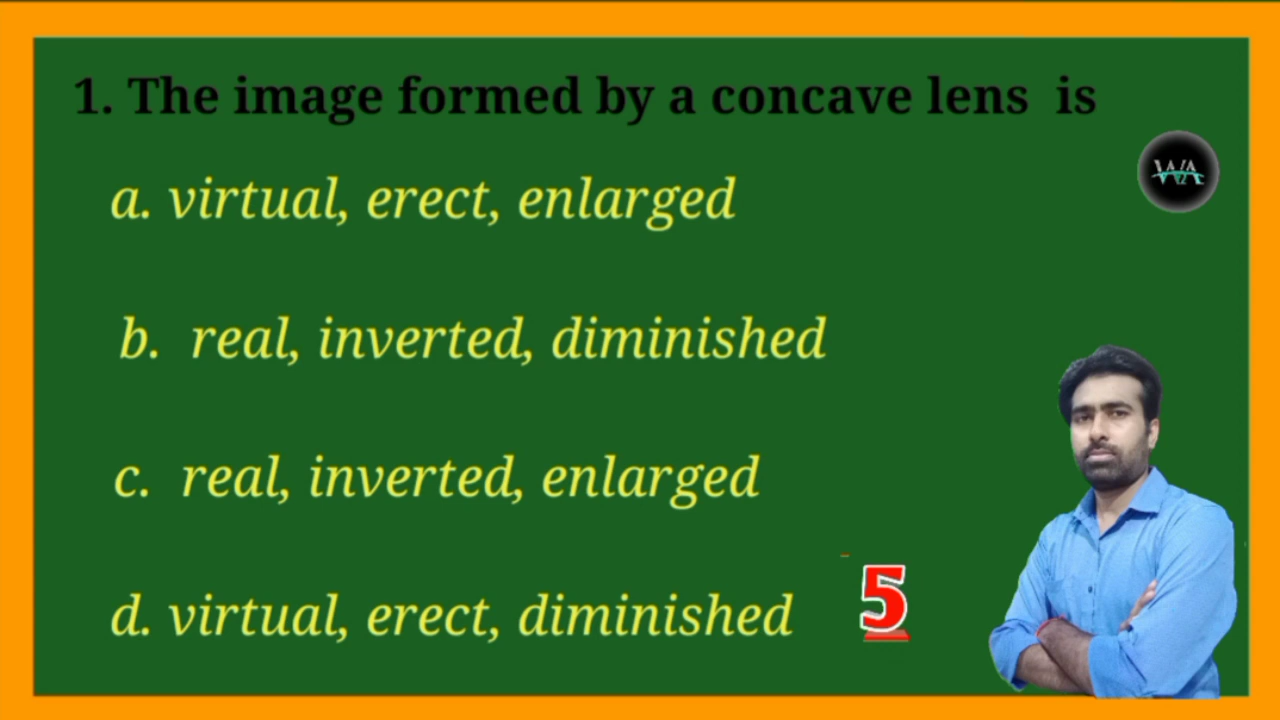 1. The image formed by a concave lens is
a. virtual, erect, enlarged
b. real, inverted, diminished
c. real, inverted, enlarged
d. virtual, erect, diminished
5